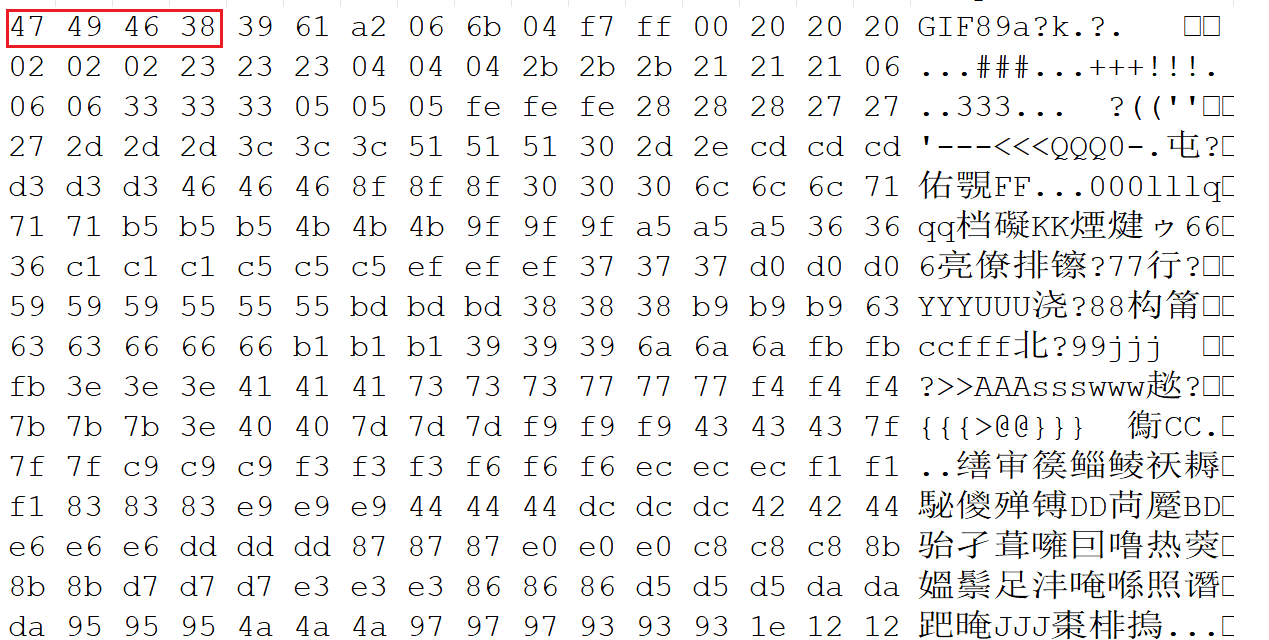 47 49 46 38 39 61 a2 06 6b 04 f7 ff 00 20 20 20 GIF89a?k.?.
02 02 02 23 23 23 04 04 04 2b 2b 2b 21 21 21 06 ...###...+++!!!.
06 06 33 33 33 05 05 05 fe fe fe 28 28 28 27 27 ..333... ?((''
27 2d 2d 2d 3c 3c 3c 51 51 51 30 2d 2e cd cd cd '---<<<QQQ0-.屯?
d3 d3 d3 46 46 46 8f 8f 8f 30 30 30 6c 6c 6c 71 佑覨FF...000lllq
71 71 b5 b5 b5 4b 4b 4b 9f 9f 9f a5 a5 a5 36 36 qq档礙KK煙煡ゥ66
36 c1 c1 c1 c5 c5 c5 ef ef ef 37 37 37 d0 d0 d0 6亮僚排镲?77行?
59 59 59 55 55 55 bd bd bd 38 38 38 b9 b9 b9 63 YYYUUU浇?88构篃
63 63 66 66 66 b1 b1 b1 39 39 39 6a 6a 6a fb fb ccfff北?99jjj
fb 3e 3e 3e 41 41 41 73 73 73 77 77 77 f4 f4 f4 ?>>AAAssswww趑?
7b 7b 7b 3e 40 40 7d 7d 7d f9 f9 f9 43 43 43 7f {{{>@@}}} CC.
7f 7f c9 c9 c9 f3 f3 f3 f6 f6 f6 ec ec ec f1 f1 ..缮审篌鲻鲮祆耨
f1 83 83 83 e9 e9 e9 44 44 44 dc dc dc 42 42 44 駜儍殚镈DD苘躄BD
e6 e6 e6 dd dd dd 87 87 87 e0 e0 e0 c8 c8 c8 8b 骀孑葺噰囙噜热葖
8b 8b d7 d7 d7 e3 e3 e3 86 86 86 d5 d5 d5 da da 媼鬃足沣唵喺照谮
da 95 95 95 4a 4a 4a 97 97 97 93 93 93 1e 12 12 跁晻JJJ棗棑摀...